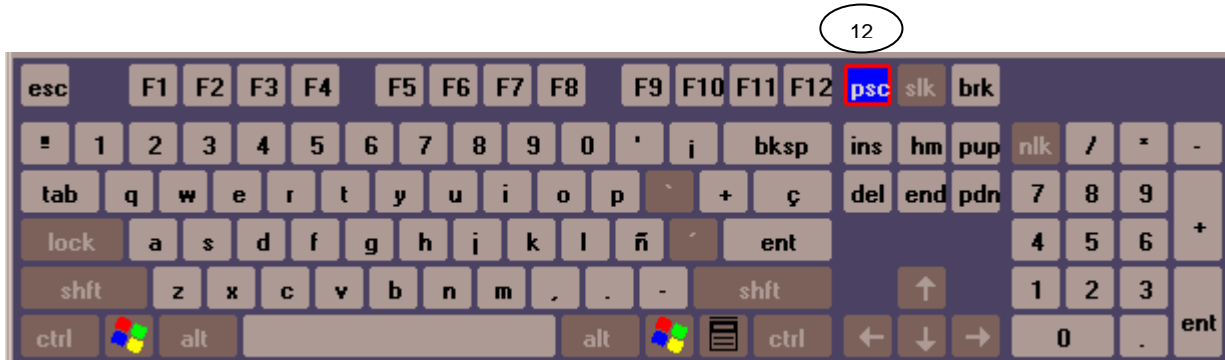 12
esc F1 F2 F3 F4 F5 F6 F7 F8 F9 F10 F11 F12 psc slk brk
1 2 3 4 5 6 7 8 9 0 ' ¡ bksp ins hm pup nlk / * -
tab q w e r t y u i o p ` + ç del end pdn 7 8 9 +
lock a s d f g h j k l ñ ´ ent 4 5 6
shft z x c v b n m , . - shft ↑ 1 2 3 ent
ctrl alt alt ctrl ← ↓ → 0 .